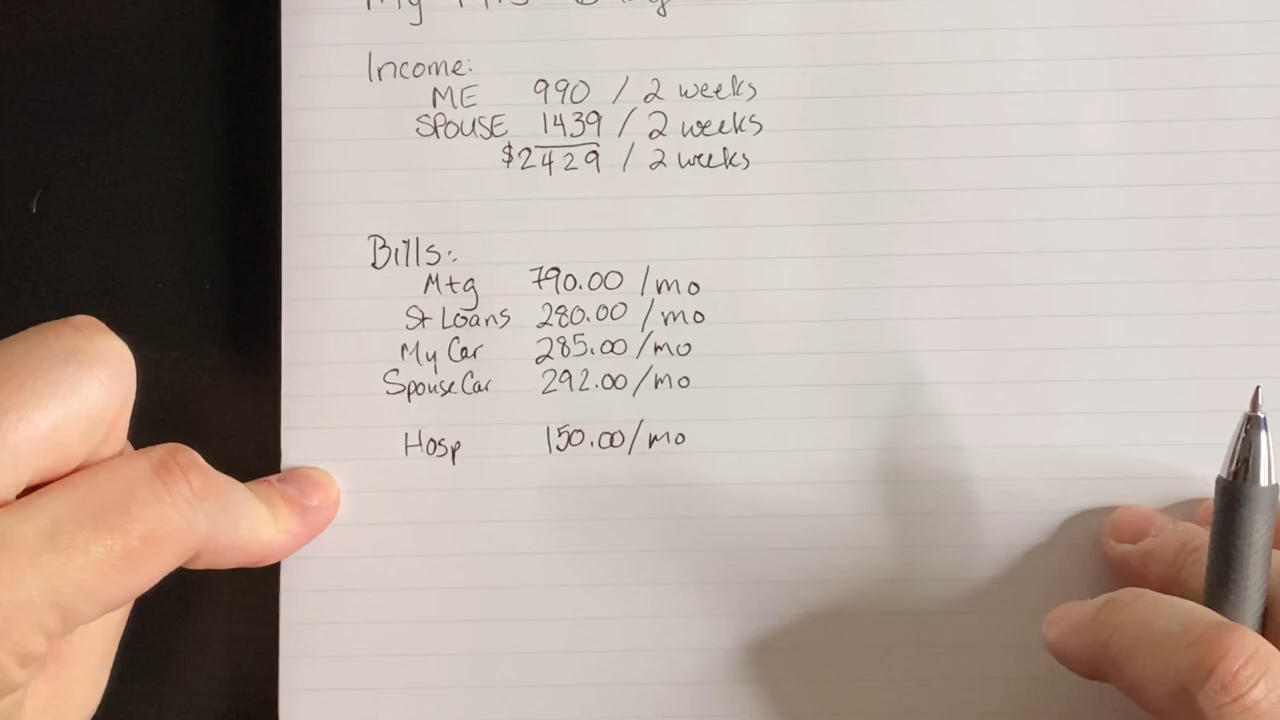 My
Income:
ME 990 / 2 weeks
SPOUSE 1439 / 2 weeks
$2429 / 2 weeks
Bills:
Mtg 790.00 /mo
St Loans 280.00 /mo
My Car 285.00 /mo
Spouse Car 292.00 /mo
Hosp 150.00/mo